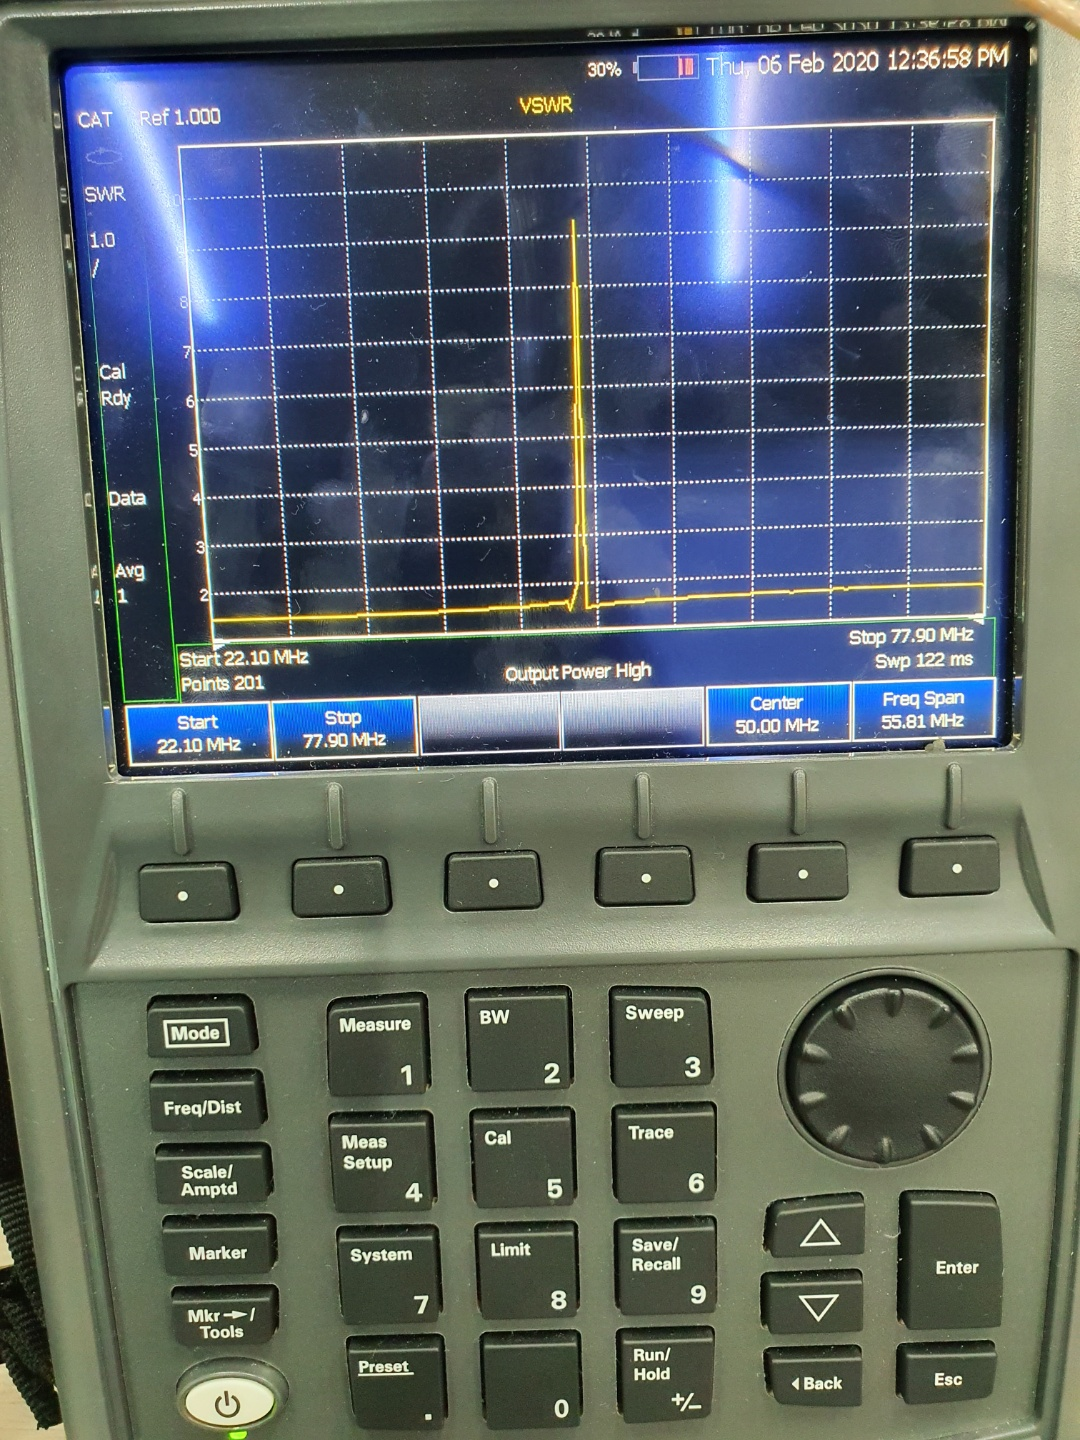 30% Thu, 06 Feb 2020 12:36:58 PM
CAT Ref 1.000 VSWR
SWR
1.0
/
8
7
6
5
4
3
2
Cal
Rdy
Data
Avg
1
Start 22.10 MHz Stop 77.90 MHz
Points 201 Output Power High Swp 122 ms
Start Stop Center Freq Span
22.10 MHz 77.90 MHz 50.00 MHz 55.81 MHz
Mode
Freq/Dist
Scale/
Amptd
Marker
Mkr→/
Tools
Measure
1
BW
2
Sweep
3
Meas
Setup
4
Cal
5
Trace
6
System
7
Limit
8
Save/
Recall
9
Preset
.
0
Run/
Hold
+/−
Enter
Back
Esc